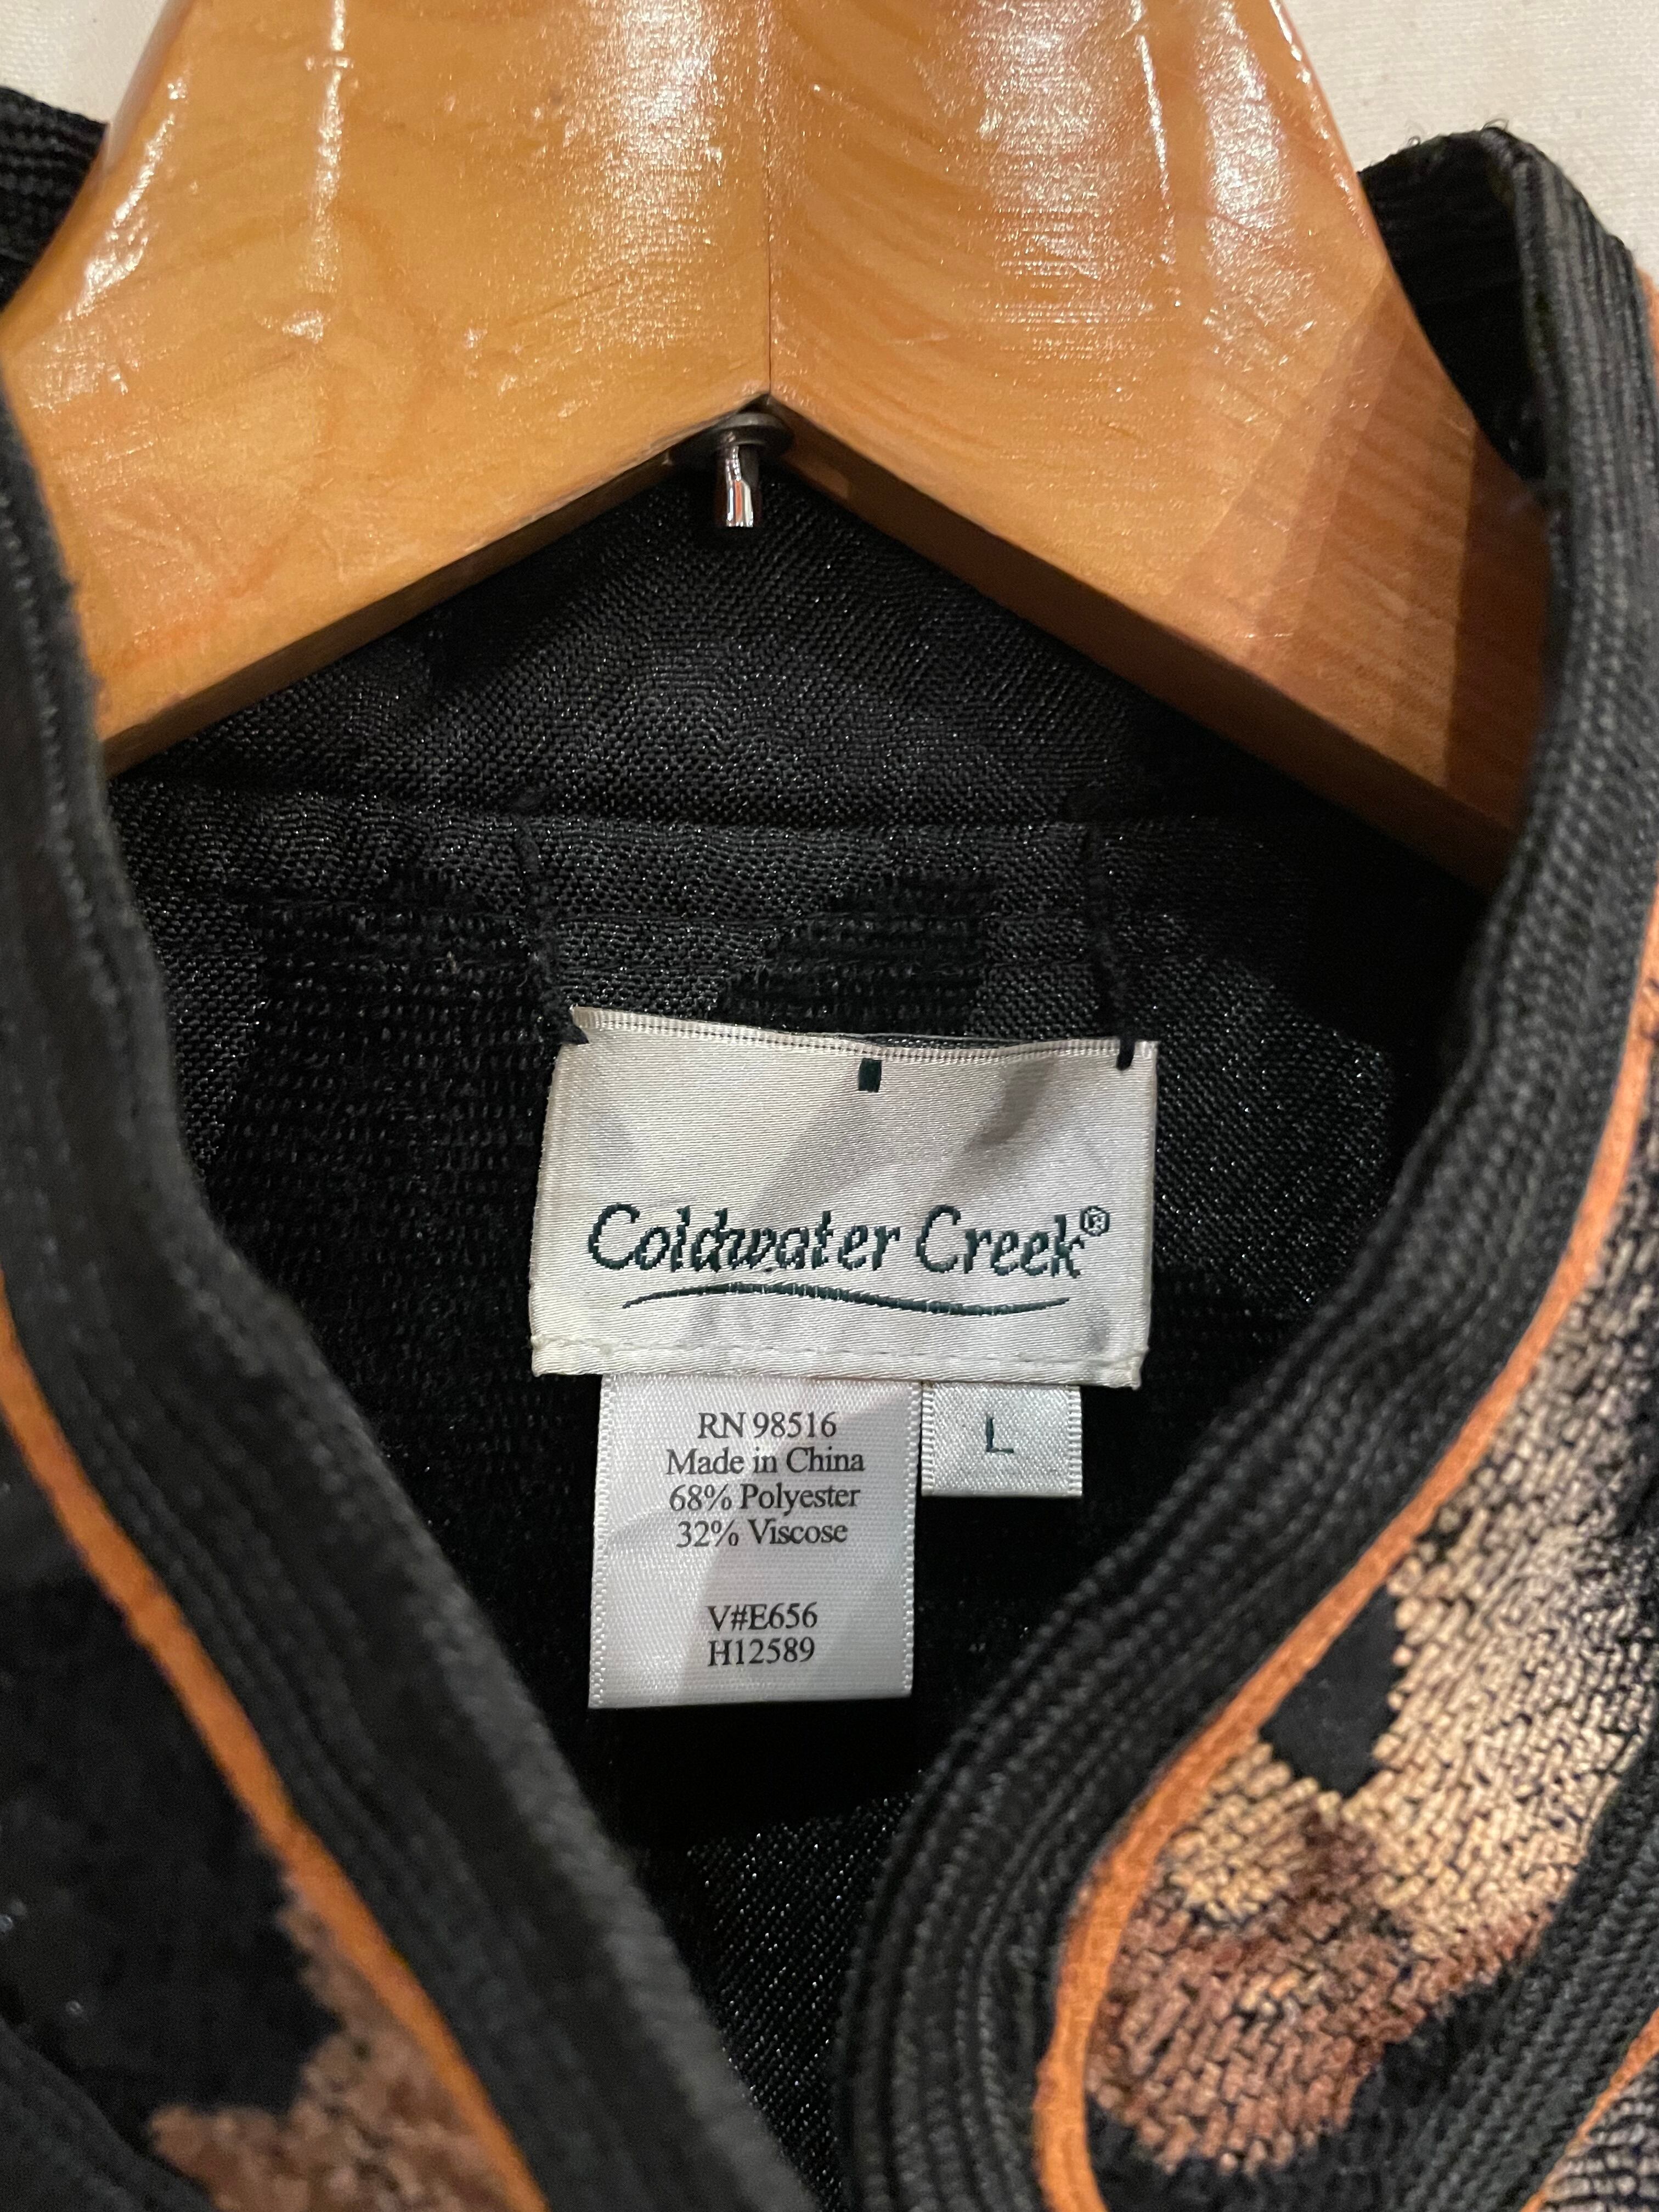 Coldwater Creek®
RN 98516
Made in China
68% Polyester
32% Viscose
V#E656
H12589
L